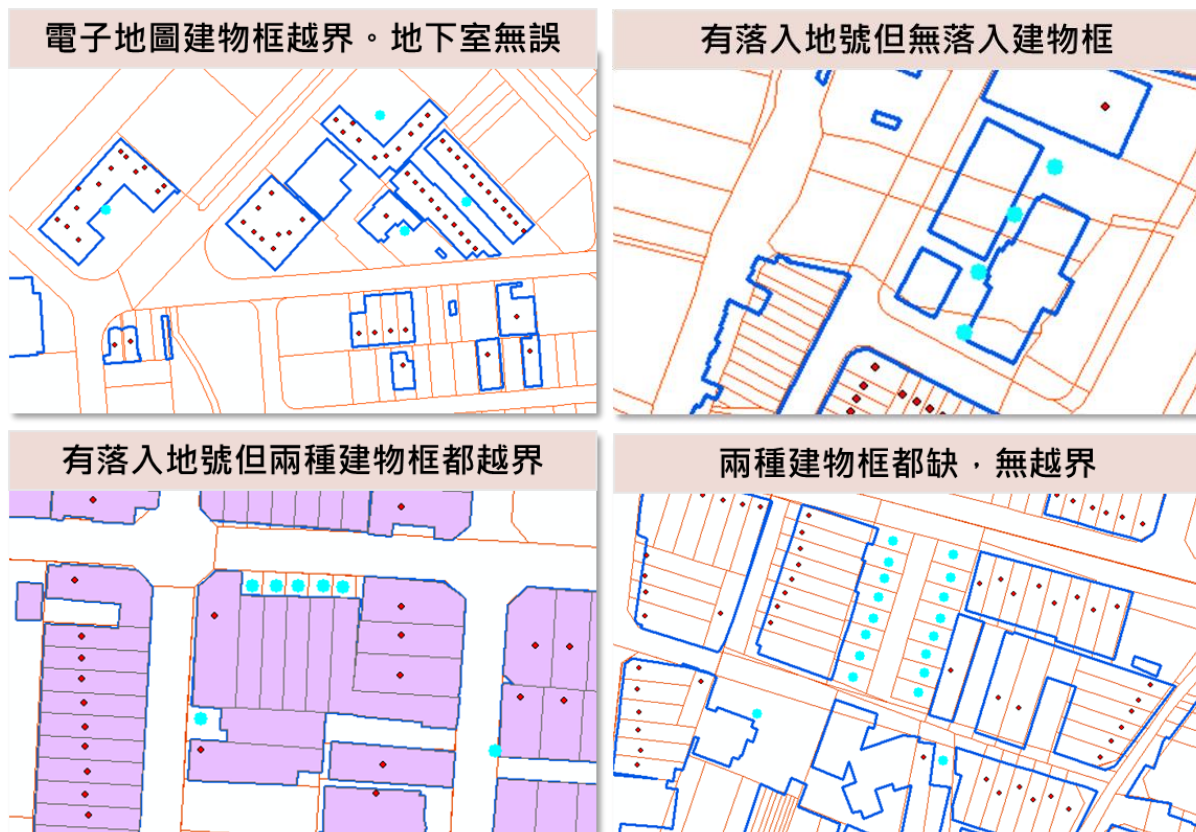 電子地圖建物框越界。地下室無誤
有落入地號但無落入建物框
有落入地號但兩種建物框都越界
兩種建物框都缺，無越界